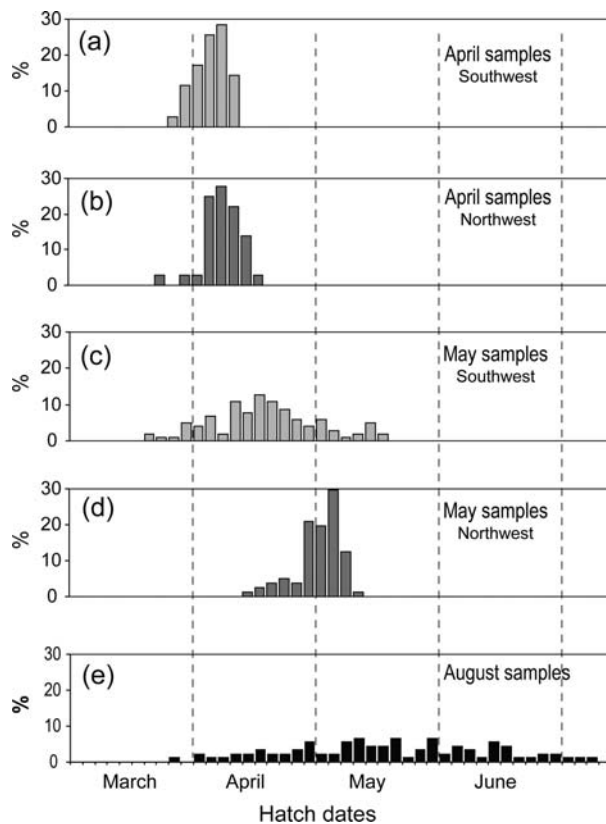 30
20
10
0
%
(a)
April samples
Southwest
30
20
10
0
%
(b)
April samples
Northwest
30
20
10
0
%
(c)
May samples
Southwest
30
20
10
0
%
(d)
May samples
Northwest
30
20
10
0
%
(e)
August samples
March April May June
Hatch dates